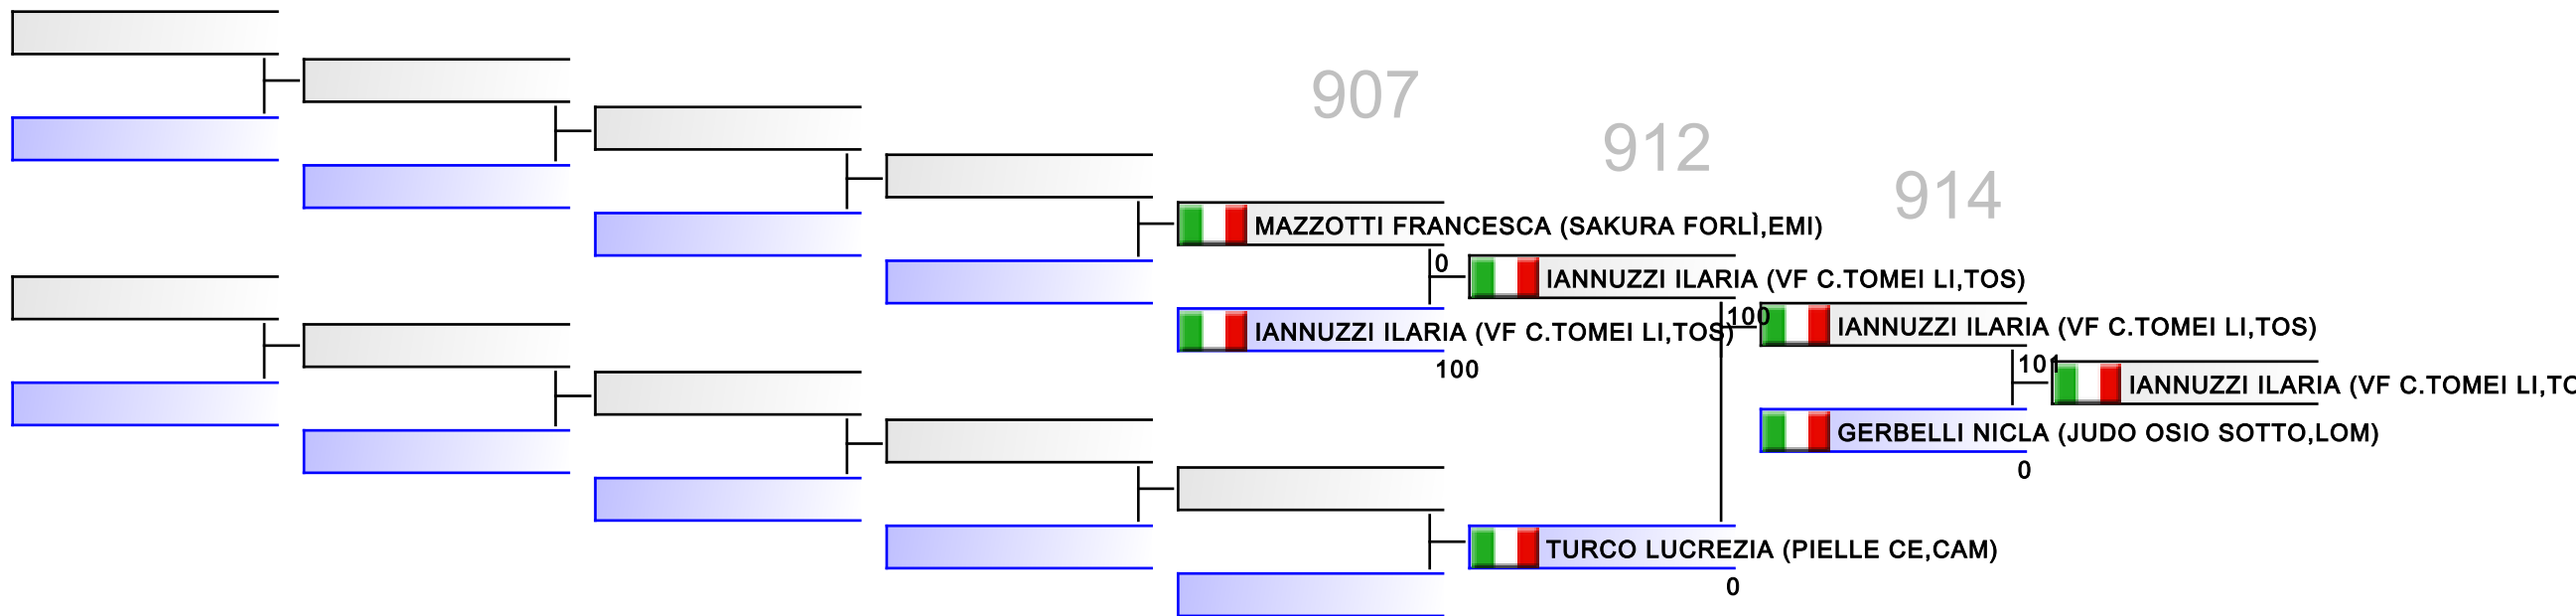 907
912
914
MAZZOTTI FRANCESCA (SAKURA FORLÌ,EMI)
0
IANNUZZI ILARIA (VF C.TOMEI LI,TOS)
IANNUZZI ILARIA (VF C.TOMEI LI,TOS)
100
100
IANNUZZI ILARIA (VF C.TOMEI LI,TOS)
101
IANNUZZI ILARIA (VF C.TOMEI LI,TO
GERBELLI NICLA (JUDO OSIO SOTTO,LOM)
0
TURCO LUCREZIA (PIELLE CE,CAM)
0